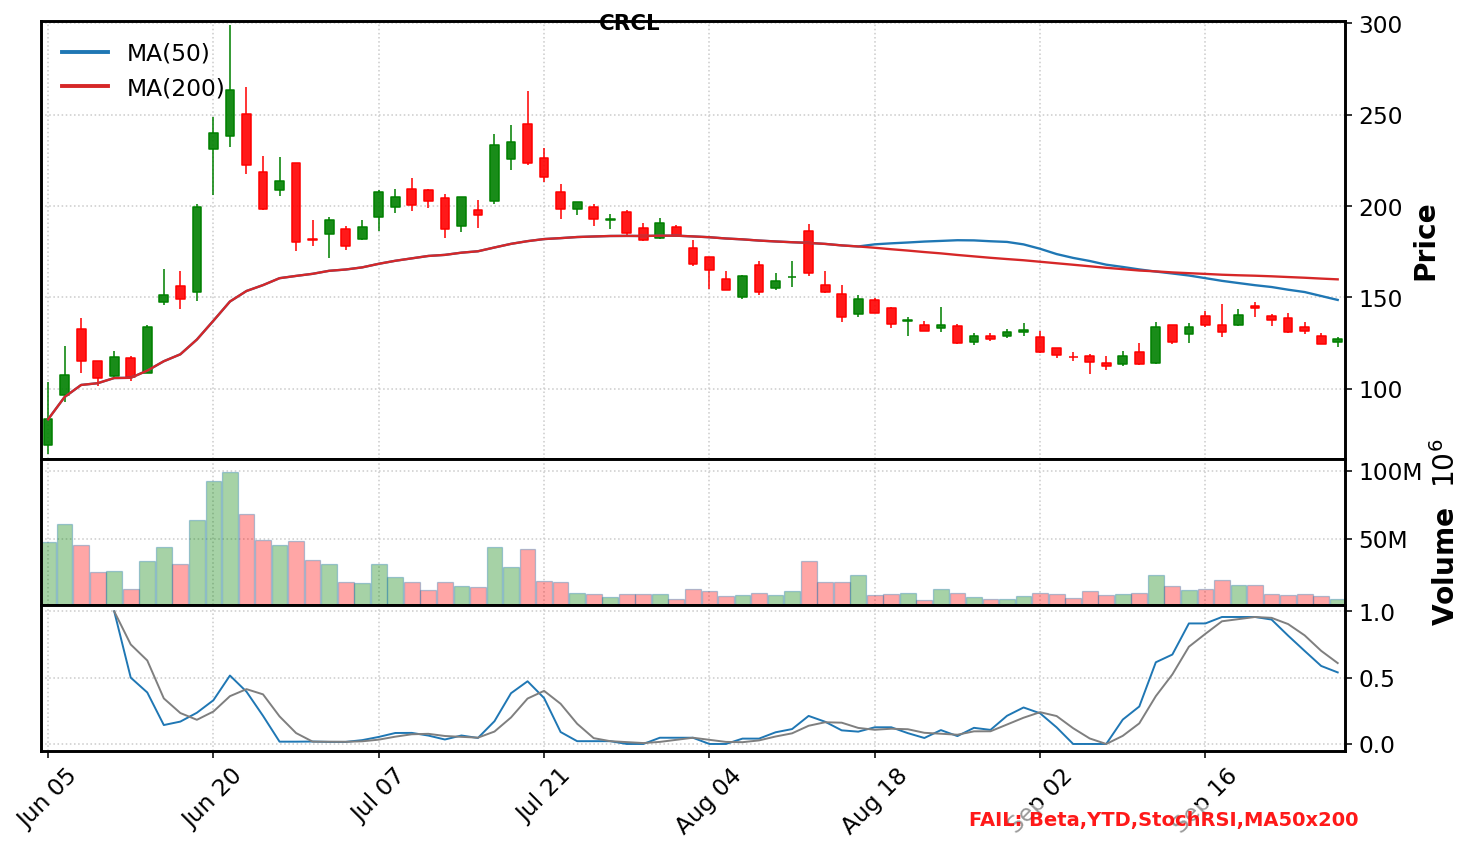 CRCL
MA(50)
MA(200)
300
250
200
150
100
Price
100M
50M
Volume 10^6
1.0
0.5
0.0
Jun 05
Jun 20
Jul 07
Jul 21
Aug 04
Aug 18
Sep 02
Sep 16
FAIL: Beta,YTD,StochRSI,MA50x200